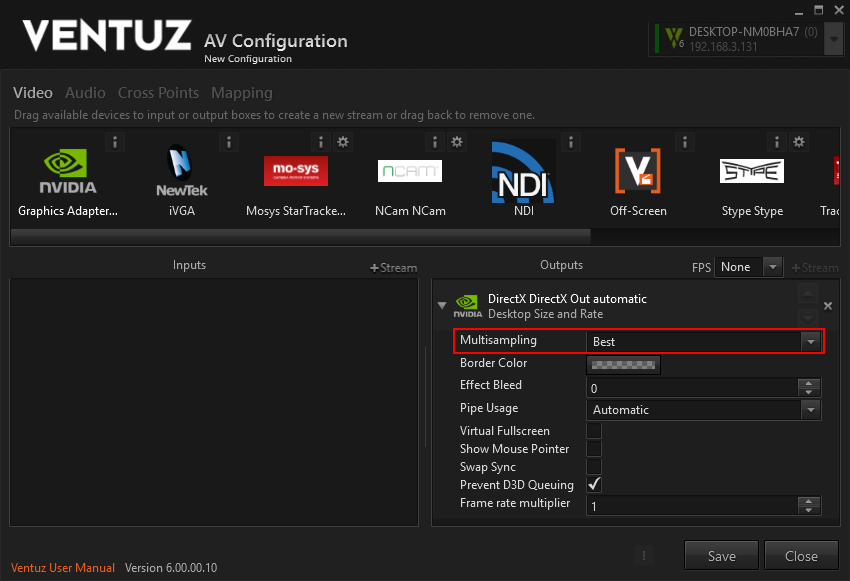 VENTUZ AV Configuration
New Configuration
DESKTOP-NM0BHA7 (0)
6 192.168.3.131
Video Audio Cross Points Mapping
Drag available devices to input or output boxes to create a new stream or drag back to remove one.
NVIDIA NewTek mo-sys NCAM NDI STYPE
CAMERA MOTION SYSTEMS
Graphics Adapter... iVGA Mosys StarTracke... NCam NCam NDI Off-Screen Stype Stype Trac
Inputs
+Stream
Outputs
FPS None +Stream
DirectX DirectX Out automatic
NVIDIA Desktop Size and Rate
Multisampling Best
Border Color
Effect Bleed 0
Pipe Usage Automatic
Virtual Fullscreen
Show Mouse Pointer
Swap Sync
Prevent D3D Queuing
Frame rate multiplier 1
Save Close
Ventuz User Manual Version 6.00.00.10